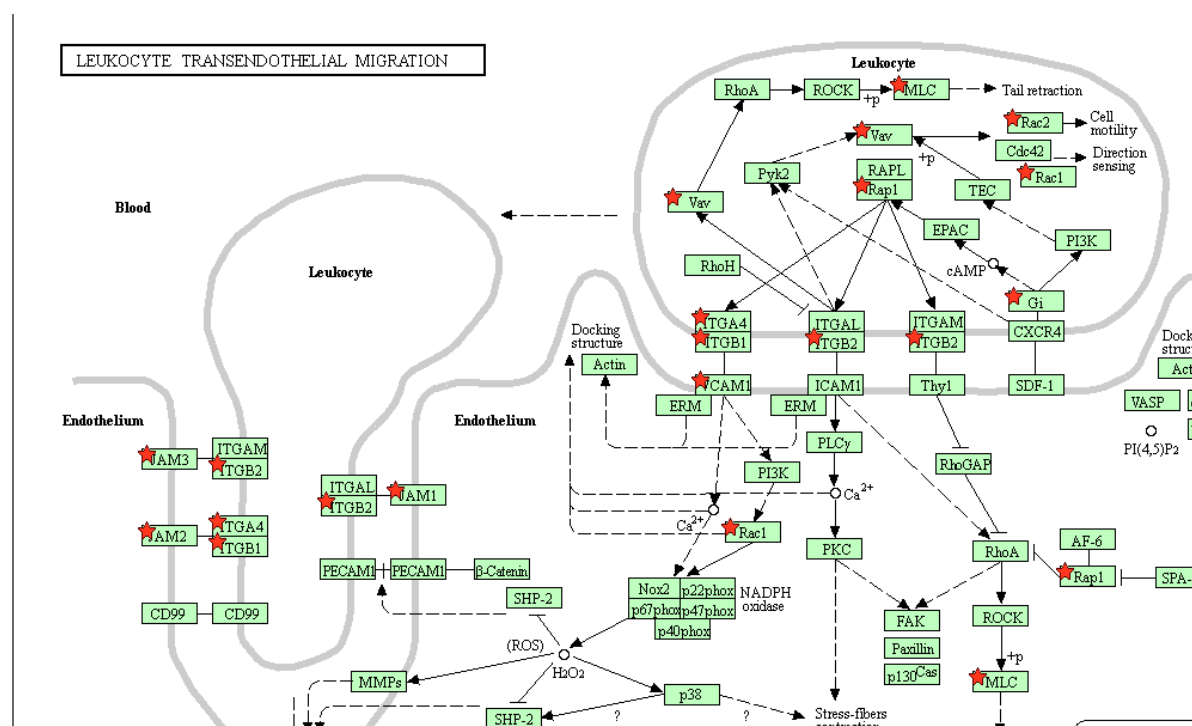 LEUKOCYTE TRANSENDOTHELIAL MIGRATION
Leukocyte
RhoA
ROCK
+p
MLC
Tail retraction
Vav
+p
Rac2
Cell
motility
Cdc42
Direction
sensing
Rac1
Pyk2
RAPL
Rap1
TEC
Vav
Blood
EPAC
PI3K
RhoH
cAMP
Leukocyte
Gi
ITGA4
ITGB1
ITGAL
ITGB2
ITGAM
ITGB2
CXCR4
Docking
structure
Actin
VCAM1
ICAM1
Thy1
SDF-1
ERM
ERM
VASP
PI(4,5)P2
Endothelium
Endothelium
PLCγ
JAM3
ITGAM
ITGB2
PI3K
RhoGAP
Ca2+
ITGAL
ITGB2
JAM1
Ca2+
JAM2
ITGA4
ITGB1
Rac1
PKC
RhoA
AF-6
Rap1
SPA-
PECAM1
PECAM1
β-Catenin
Nox2
p22phox
p67phox
p47phox
p40phox
NADPH
oxidase
SHP-2
CD99
CD99
FAK
ROCK
Paxillin
p130Cas
+p
(ROS)
H2O2
MMPs
p38
MLC
SHP-2
?
?
Stress-fibers